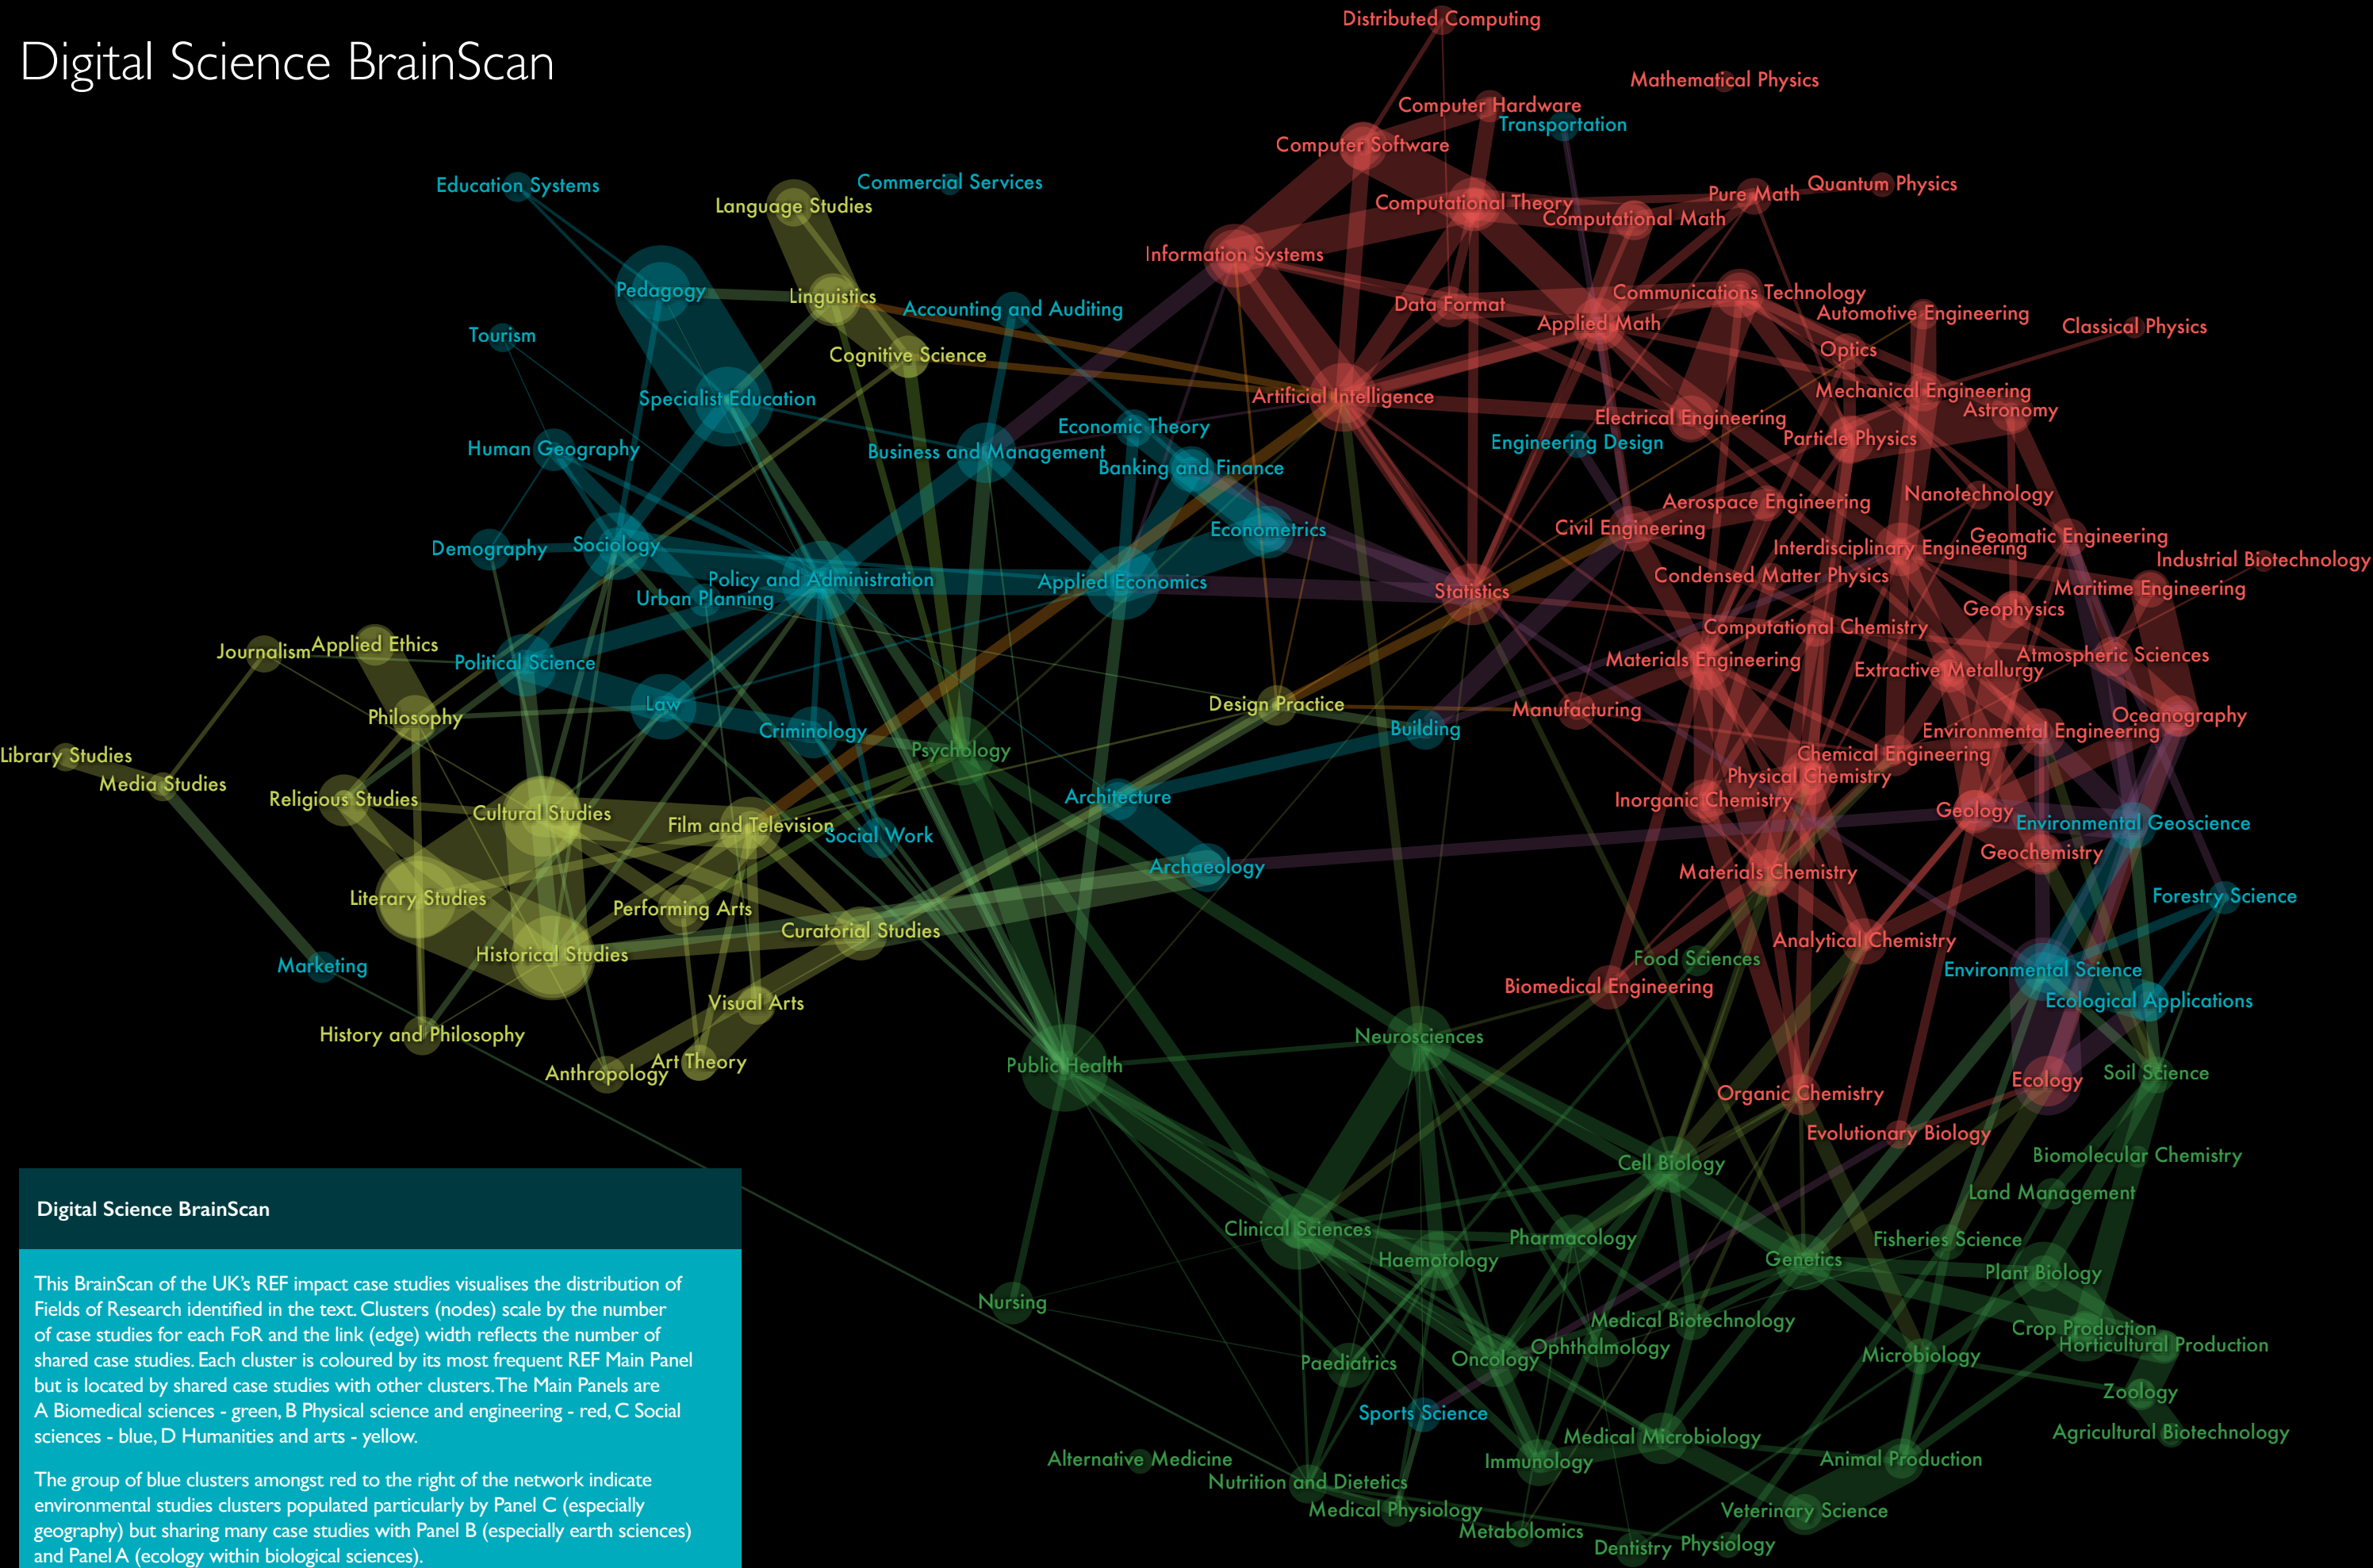 Distributed Computing
Digital Science BrainScan
Mathematical Physics
Computer Hardware
Transportation
Computer Software
Education Systems
Commercial Services
Quantum Physics
Pure Math
Language Studies
Computational Theory
Computational Math
Information Systems
Pedagogy
Linguistics
Communications Technology
Data Format
Accounting and Auditing
Automotive Engineering
Applied Math
Classical Physics
Tourism
Optics
Cognitive Science
Mechanical Engineering
Artificial Intelligence
Specialist Education
Astronomy
Electrical Engineering
Economic Theory
Particle Physics
Engineering Design
Human Geography
Business and Management
Banking and Finance
Nanotechnology
Aerospace Engineering
Civil Engineering
Econometrics
Geomatic Engineering
Sociology
Demography
Interdisciplinary Engineering
Industrial Biotechnology
Condensed Matter Physics
Policy and Administration
Applied Economics
Maritime Engineering
Statistics
Urban Planning
Geophysics
Computational Chemistry
Applied Ethics
Journalism
Atmospheric Sciences
Materials Engineering
Political Science
Extractive Metallurgy
Law
Design Practice
Manufacturing
Oceanography
Philosophy
Building
Criminology
Environmental Engineering
Psychology
Chemical Engineering
Library Studies
Physical Chemistry
Media Studies
Architecture
Religious Studies
Inorganic Chemistry
Geology
Cultural Studies
Environmental Geoscience
Film and Television
Social Work
Geochemistry
Archaeology
Materials Chemistry
Forestry Science
Literary Studies
Performing Arts
Curatorial Studies
Analytical Chemistry
Historical Studies
Food Sciences
Marketing
Environmental Science
Biomedical Engineering
Ecological Applications
Visual Arts
History and Philosophy
Neurosciences
Art Theory
Public Health
Anthropology
Soil Science
Ecology
Organic Chemistry
Evolutionary Biology
Biomolecular Chemistry
Cell Biology
Land Management
Clinical Sciences
Pharmacology
Fisheries Science
Haemotology
Genetics
Plant Biology
Nursing
Medical Biotechnology
Crop Production
Horticultural Production
Ophthalmology
Microbiology
Oncology
Paediatrics
Zoology
Sports Science
Agricultural Biotechnology
Medical Microbiology
Alternative Medicine
Animal Production
Immunology
Nutrition and Dietetics
Medical Physiology
Veterinary Science
Metabolomics
Physiology
Dentistry
Digital Science BrainScan
This BrainScan of the UK's REF impact case studies visualises the distribution of
Fields of Research identified in the text. Clusters (nodes) scale by the number
of case studies for each FoR and the link (edge) width reflects the number of
shared case studies. Each cluster is coloured by its most frequent REF Main Panel
but is located by shared case studies with other clusters. The Main Panels are
A Biomedical sciences - green, B Physical science and engineering - red, C Social
sciences - blue, D Humanities and arts - yellow.
The group of blue clusters amongst red to the right of the network indicate
environmental studies clusters populated particularly by Panel C (especially
geography) but sharing many case studies with Panel B (especially earth sciences)
and Panel A (ecology within biological sciences).